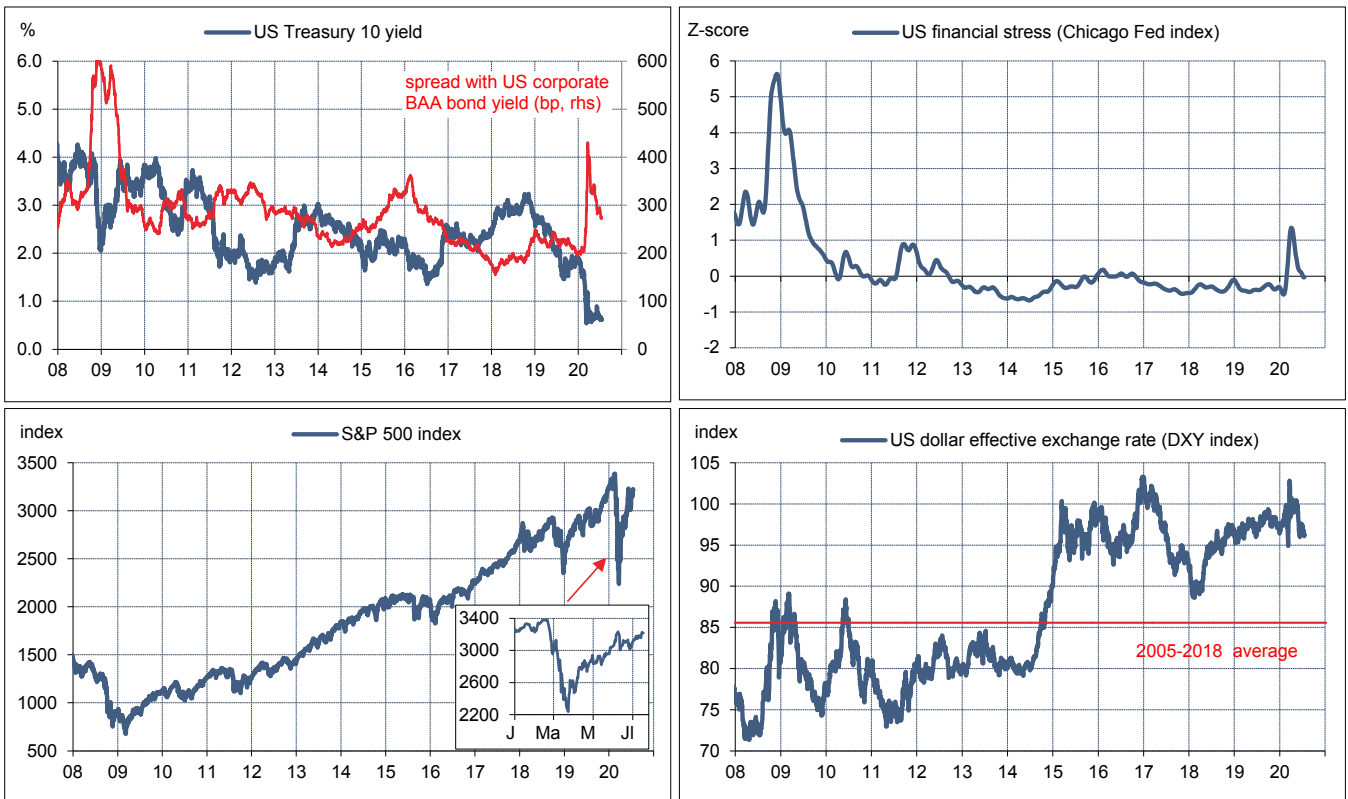 %
US Treasury 10 yield
6.0
5.0
4.0
3.0
2.0
1.0
0.0
600
500
400
300
200
100
0
spread with US corporate
BAA bond yield (bp, rhs)
08 09 10 11 12 13 14 15 16 17 18 19 20
Z-score
US financial stress (Chicago Fed index)
6
5
4
3
2
1
0
-1
-2
08 09 10 11 12 13 14 15 16 17 18 19 20
index
S&P 500 index
3500
3000
2500
2000
1500
1000
500
3400
3000
2600
2200
J Ma M Jl
08 09 10 11 12 13 14 15 16 17 18 19 20
index
US dollar effective exchange rate (DXY index)
105
100
95
90
85
80
75
70
2005-2018 average
08 09 10 11 12 13 14 15 16 17 18 19 20